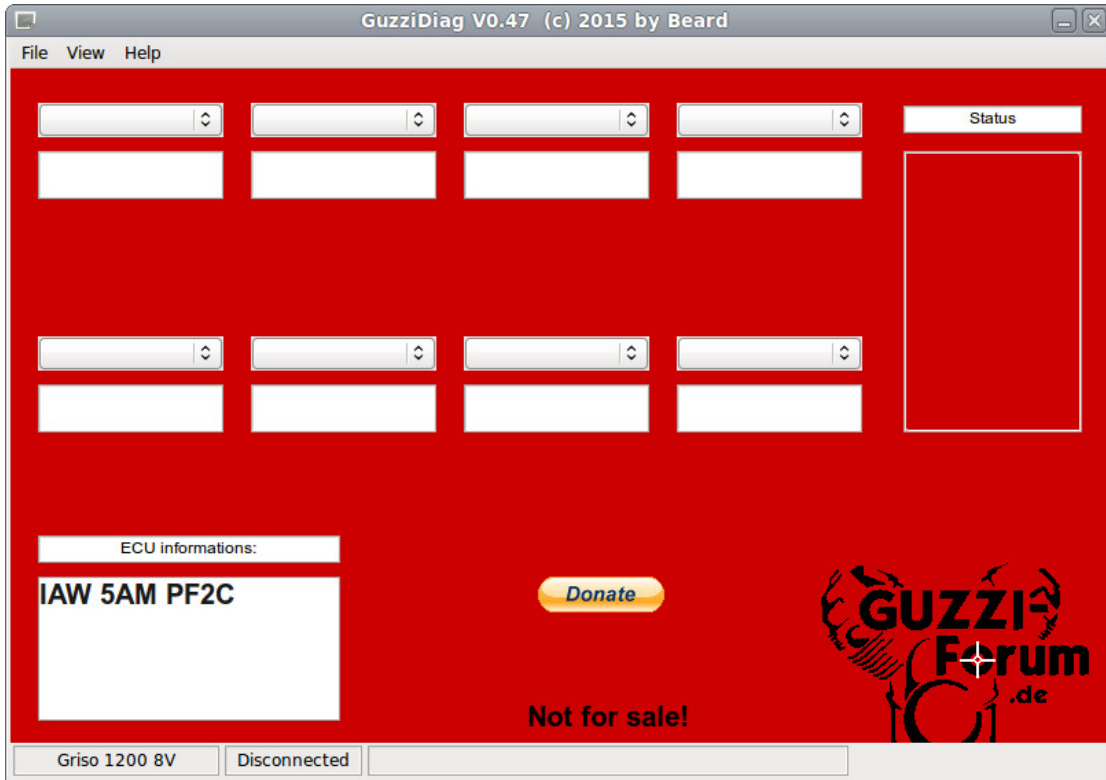 GuzziDiag V0.47 (c) 2015 by Beard
File View Help
Status
ECU informations:
IAW 5AM PF2C
Donate
GUZZI
Forum
.de
Not for sale!
Griso 1200 8V Disconnected